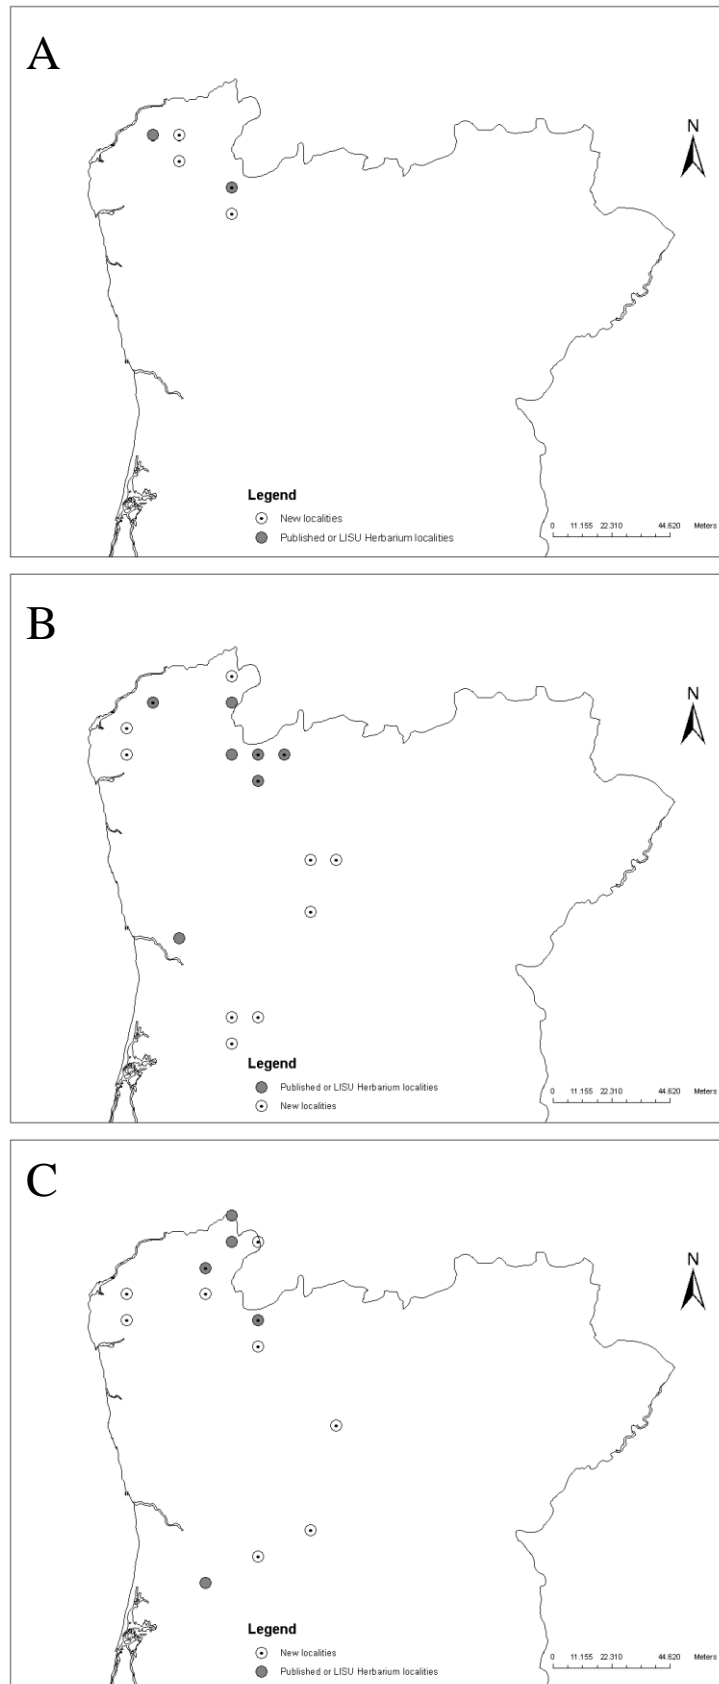 A
N
Legend
New localities
Published or LISU Herbarium localities
0 11.155 22.310 44.620 Meters
B
N
Legend
Published or LISU Herbarium localities
New localities
0 11.155 22.310 44.620 Meters
C
N
Legend
New localities
Published or LISU Herbarium localities
0 11.155 22.310 44.620 Meters